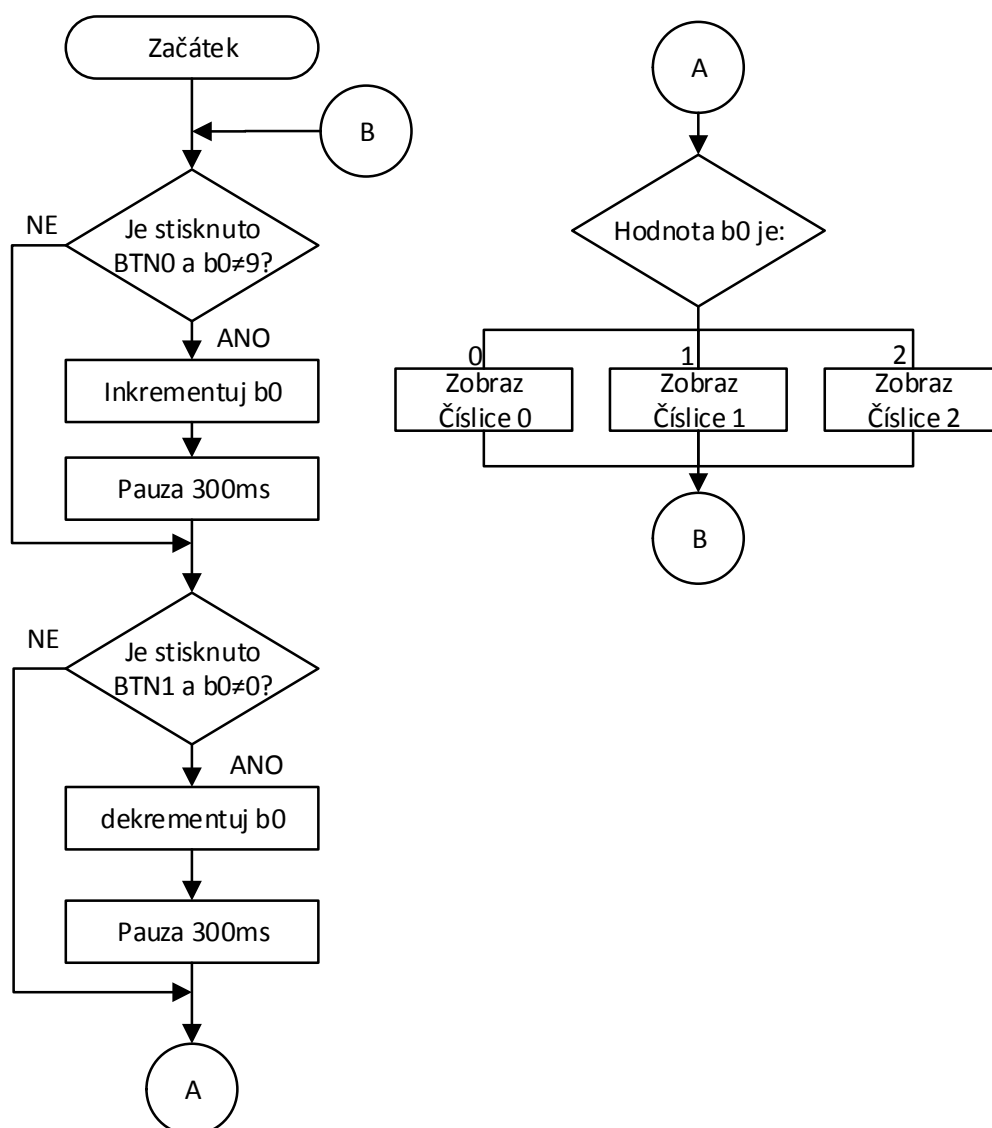 Začátek
B
NE
Je stisknuto
BTN0 a b0≠9?
ANO
Inkrementuj b0
Pauza 300ms
NE
Je stisknuto
BTN1 a b0≠0?
ANO
dekrementuj b0
Pauza 300ms
A
A
Hodnota b0 je:
0
1
2
Zobraz
Číslice 0
Zobraz
Číslice 1
Zobraz
Číslice 2
B